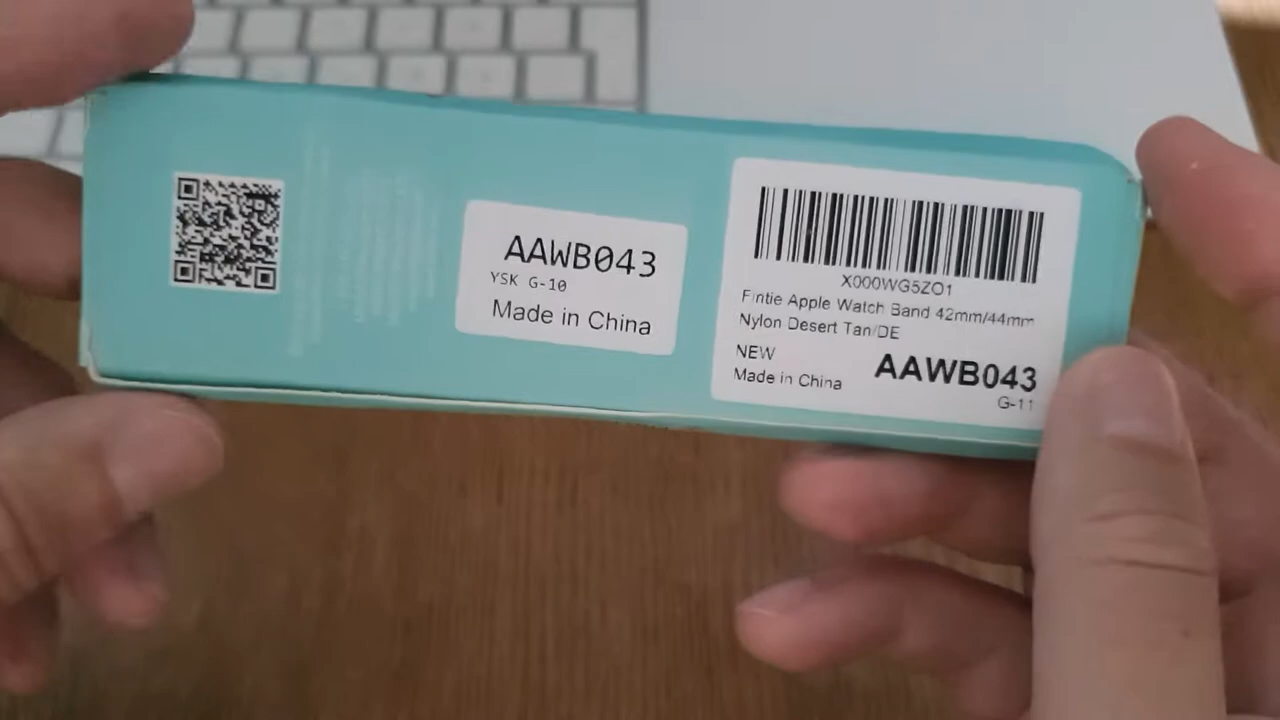 AAWB043
YSK G-10
Made in China
X000WG5ZO1
Fintie Apple Watch Band 42mm/44mm
Nylon Desert Tan/DE
NEW
AAWB043
Made in China
G-11